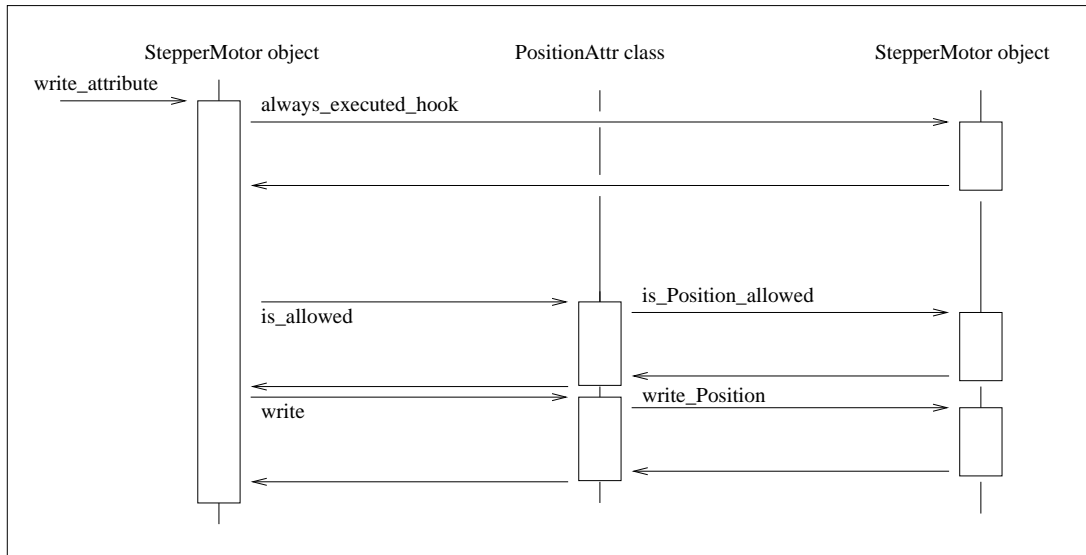 StepperMotor object
PositionAttr class
StepperMotor object
write_attribute
always_executed_hook
is_Position_allowed
is_allowed
write_Position
write